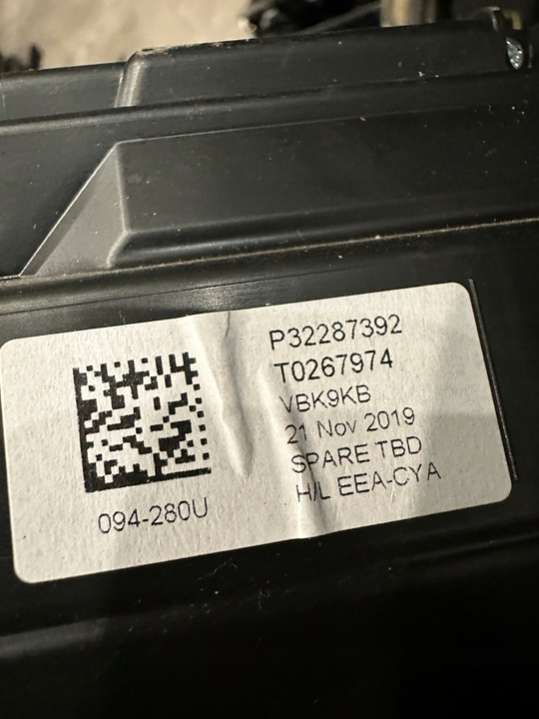 P32287392
T0267974
VBK9KB
21 Nov 2019
SPARE TBD
H/L EEA-CYA
094-280U